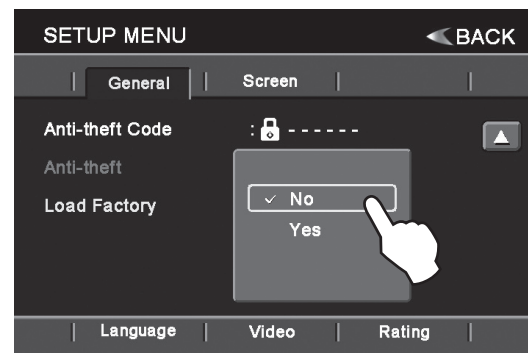 SETUP MENU BACK
General Screen
Anti-theft Code : ------
Anti-theft
Load Factory
No
Yes
Language Video Rating